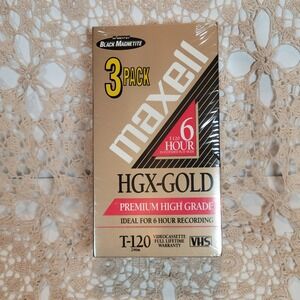 BLACK MAGNETITE
3 PACK
maxell
T-120
6
HOUR
HGX-GOLD
PREMIUM HIGH GRADE
IDEAL FOR 6 HOUR RECORDING
T-120
VIDEOCASSETTE
FULL LIFETIME
WARRANTY
VHS